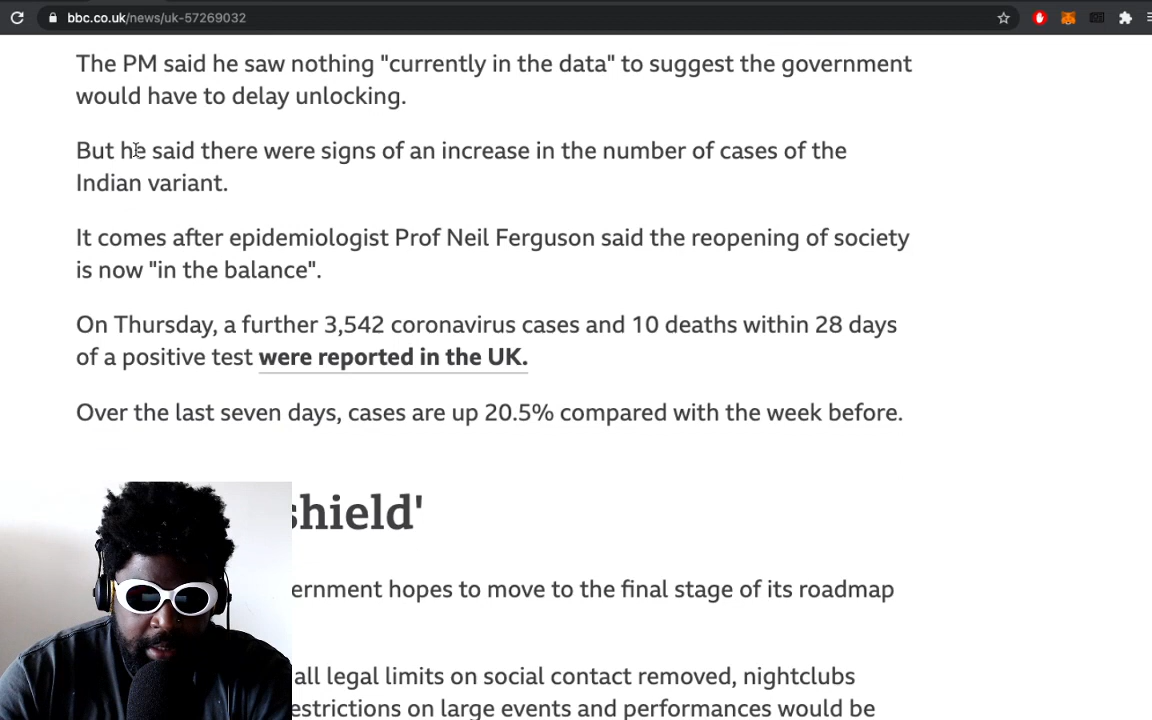 bbc.co.uk/news/uk-57269032
The PM said he saw nothing "currently in the data" to suggest the government
would have to delay unlocking.
But he said there were signs of an increase in the number of cases of the
Indian variant.
It comes after epidemiologist Prof Neil Ferguson said the reopening of society
is now "in the balance".
On Thursday, a further 3,542 coronavirus cases and 10 deaths within 28 days
of a positive test were reported in the UK.
Over the last seven days, cases are up 20.5% compared with the week before.
shield'
ernment hopes to move to the final stage of its roadmap
all legal limits on social contact removed, nightclubs
estrictions on large events and performances would be